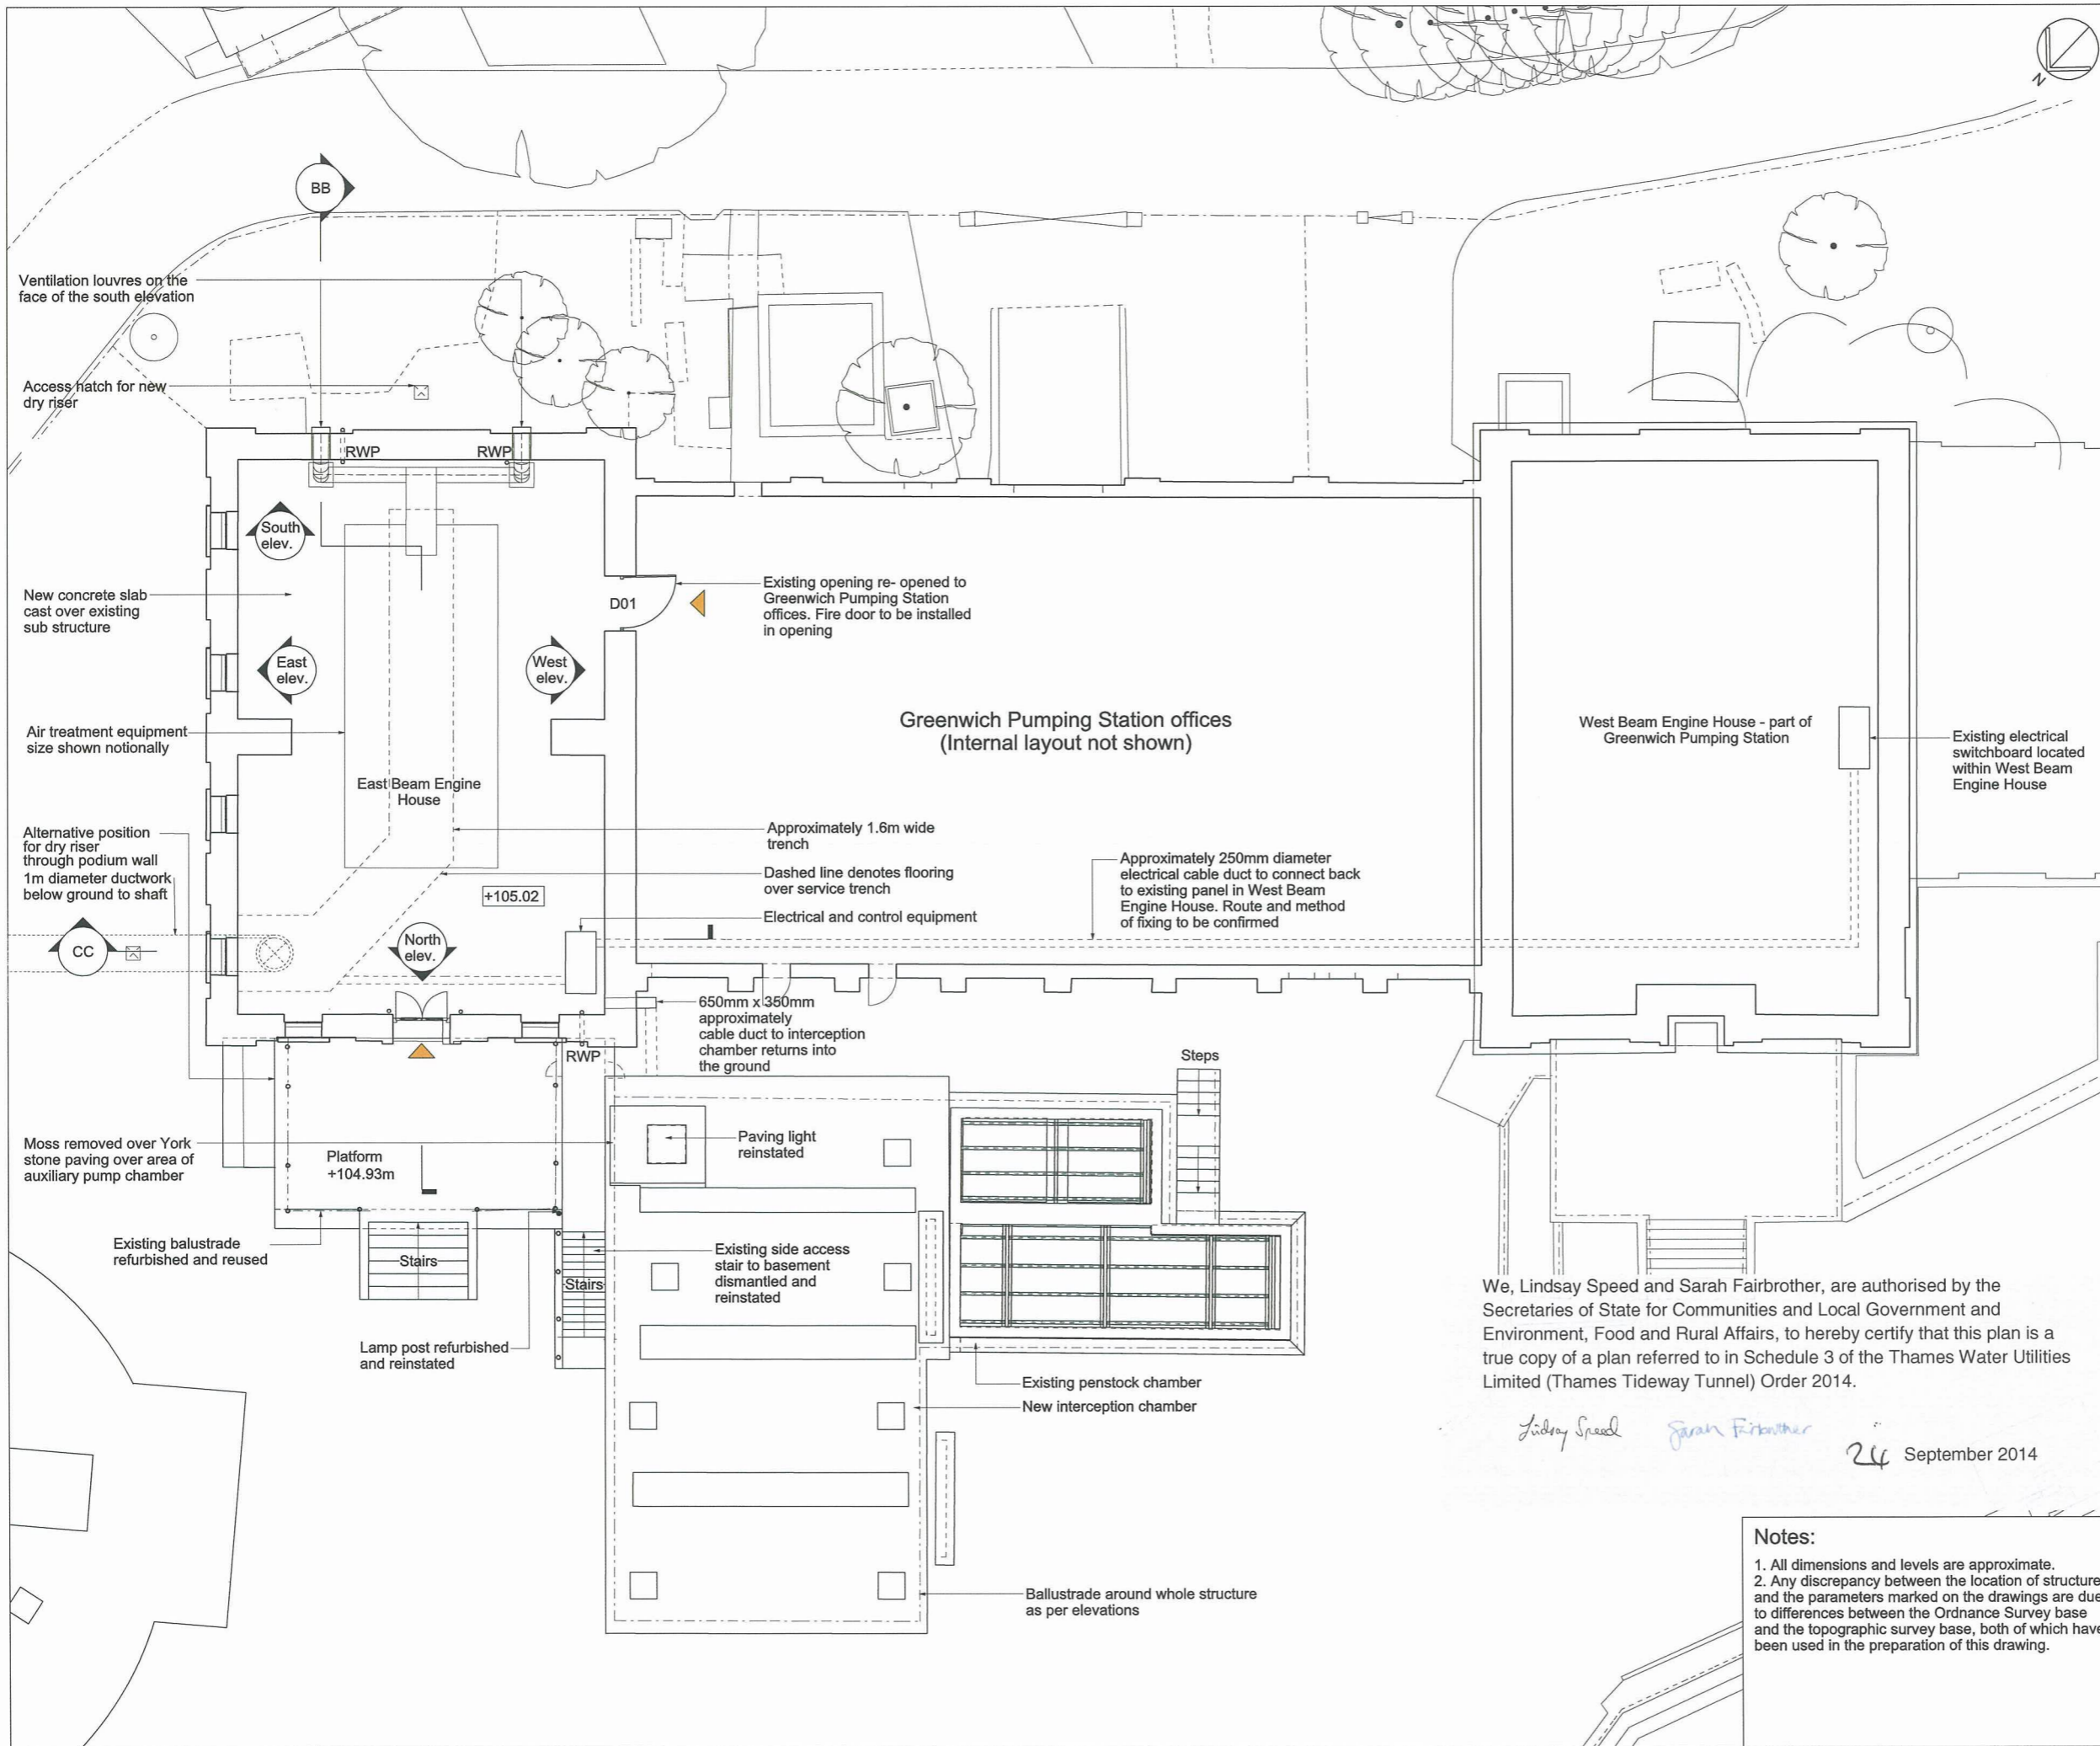 N
BB
Ventilation louvres on the
face of the south elevation
Access hatch for new
dry riser
RWP
RWP
South
elev.
New concrete slab
cast over existing
sub structure
D01
Existing opening re- opened to
Greenwich Pumping Station
offices. Fire door to be installed
in opening
East
elev.
West
elev.
Air treatment equipment
size shown notionally
Greenwich Pumping Station offices
(Internal layout not shown)
West Beam Engine House - part of
Greenwich Pumping Station
Existing electrical
switchboard located
within West Beam
Engine House
East Beam Engine
House
Alternative position
for dry riser
through podium wall
1m diameter ductwork
below ground to shaft
Approximately 1.6m wide
trench
Dashed line denotes flooring
over service trench
Electrical and control equipment
Approximately 250mm diameter
electrical cable duct to connect back
to existing panel in West Beam
Engine House. Route and method
of fixing to be confirmed
+105.02
CC
North
elev.
650mm x 350mm
approximately
cable duct to interception
chamber returns into
the ground
RWP
Steps
Moss removed over York
stone paving over area of
auxiliary pump chamber
Platform
+104.93m
Paving light
reinstated
Existing balustrade
refurbished and reused
Stairs
Stairs
Existing side access
stair to basement
dismantled and
reinstated
Lamp post refurbished
and reinstated
Existing penstock chamber
New interception chamber
Ballustrade around whole structure
as per elevations
We, Lindsay Speed and Sarah Fairbrother, are authorised by the
Secretaries of State for Communities and Local Government and
Environment, Food and Rural Affairs, to hereby certify that this plan is a
true copy of a plan referred to in Schedule 3 of the Thames Water Utilities
Limited (Thames Tideway Tunnel) Order 2014.
Lindsay Speed Sarah Fairbrother
24 September 2014
Notes:
1. All dimensions and levels are approximate.
2. Any discrepancy between the location of structure
and the parameters marked on the drawings are due
to differences between the Ordnance Survey base
and the topographic survey base, both of which have
been used in the preparation of this drawing.